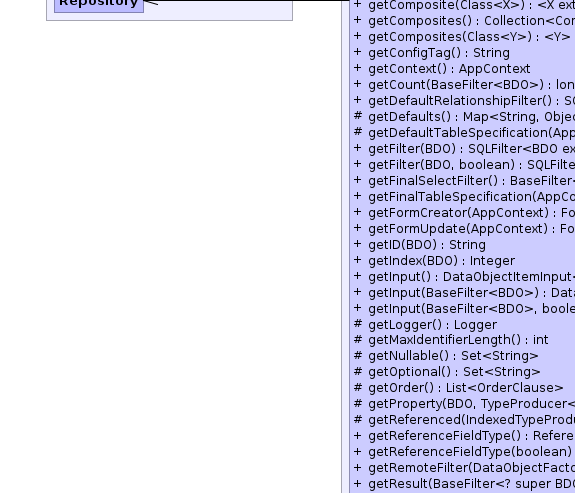 Repository
+ getComposite(Class<X>) : <X ext
+ getComposites() : Collection<Cor
+ getComposites(Class<Y>) : <Y>
+ getConfigTag() : String
+ getContext() : AppContext
+ getCount(BaseFilter<BDO>) : lon
+ getDefaultRelationshipFilter() : SQ
# getDefaults() : Map<String, Objec
# getDefaultTableSpecification(App
+ getFilter(BDO) : SQLFilter<BDO ex
+ getFilter(BDO, boolean) : SQLFilte
+ getFinalSelectFilter() : BaseFilter<
+ getFinalTableSpecification(AppCo
+ getFormCreator(AppContext) : Fo
+ getFormUpdate(AppContext) : Fo
+ getID(BDO) : String
+ getIndex(BDO) : Integer
+ getInput() : DataObjectItemInput<
+ getInput(BaseFilter<BDO>) : Data
+ getInput(BaseFilter<BDO>, boole
# getLogger() : Logger
# getMaxIdentifierLength() : int
# getNullable() : Set<String>
# getOptional() : Set<String>
# getOrder() : List<OrderClause>
# getProperty(BDO, TypeProducer<
# getReferenced(IndexedTypeProdu
+ getReferenceFieldType() : Refere
+ getReferenceFieldType(boolean)
+ getRemoteFilter(DataObjectFacto
+ getResult(BaseFilter<? super BDO